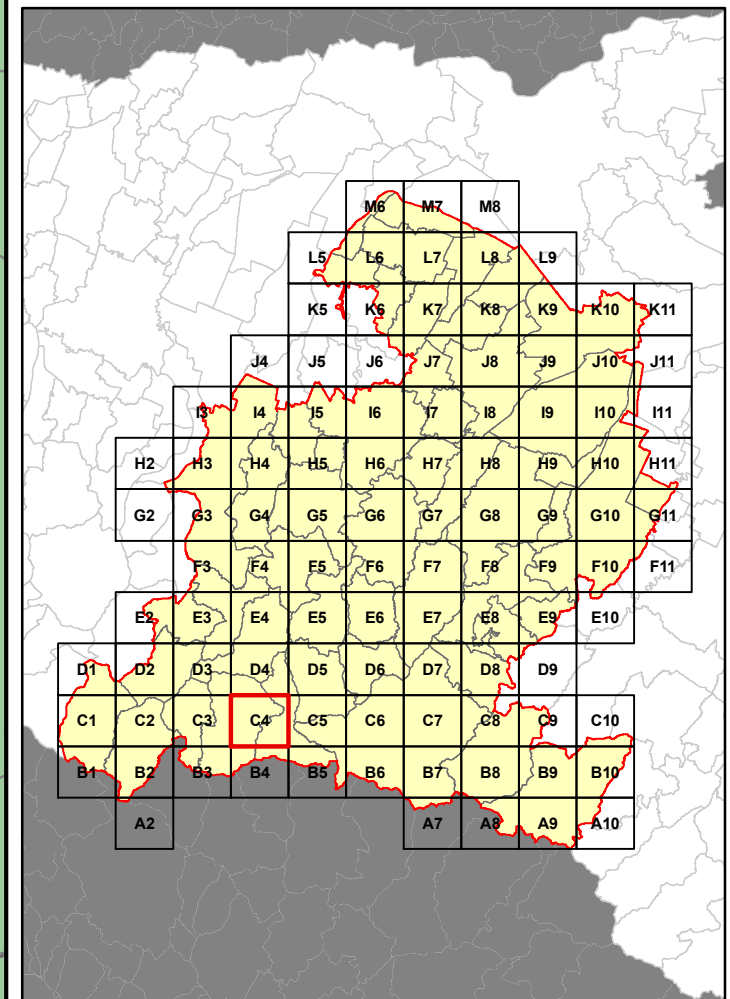 M6 M7 M8
L5 L6 L7 L8 L9
K5 K6 K7 K8 K9 K10 K11
J4 J5 J6 J7 J8 J9 J10 J11
I3 I4 I5 I6 I7 I8 I9 I10 I11
H2 H3 H4 H5 H6 H7 H8 H9 H10 H11
G2 G3 G4 G5 G6 G7 G8 G9 G10 G11
F3 F4 F5 F6 F7 F8 F9 F10 F11
E2 E3 E4 E5 E6 E7 E8 E9 E10
D1 D2 D3 D4 D5 D6 D7 D8 D9
C1 C2 C3 C4 C5 C6 C7 C8 C9 C10
B1 B2 B3 B4 B5 B6 B7 B8 B9 B10
A2 A7 A8 A9 A10